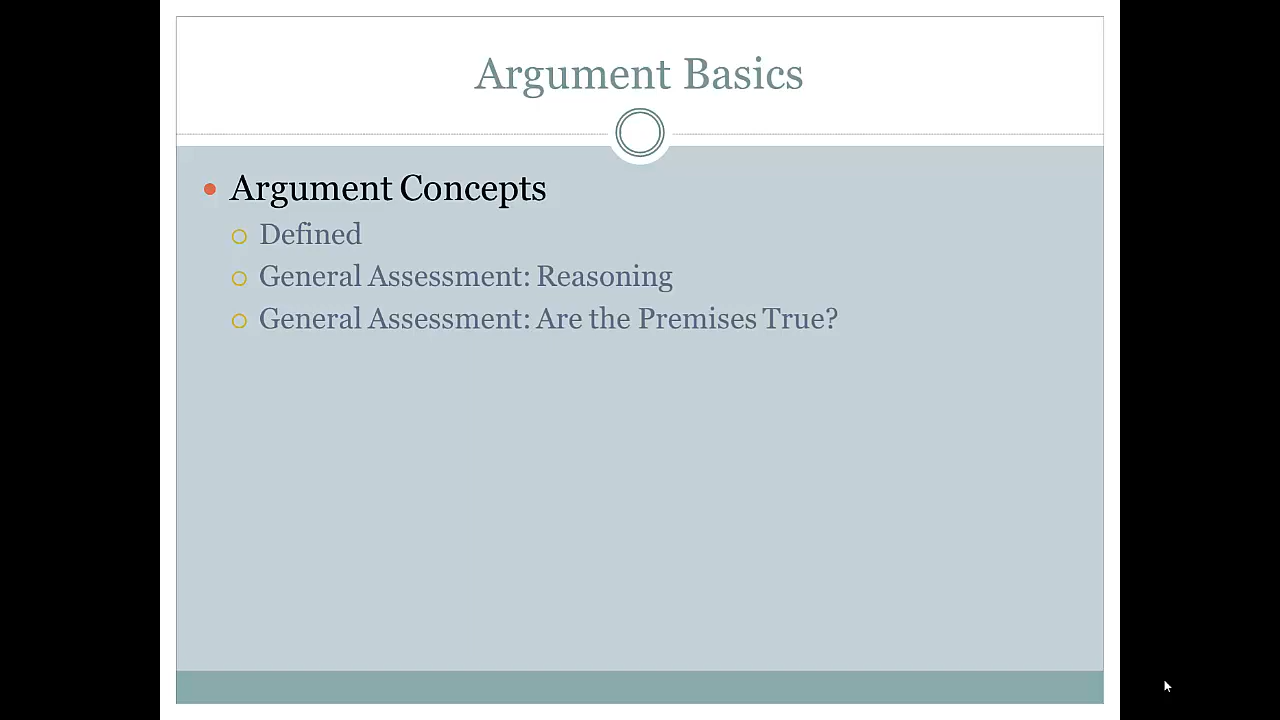 Argument Basics
Argument Concepts
Defined
General Assessment: Reasoning
General Assessment: Are the Premises True?